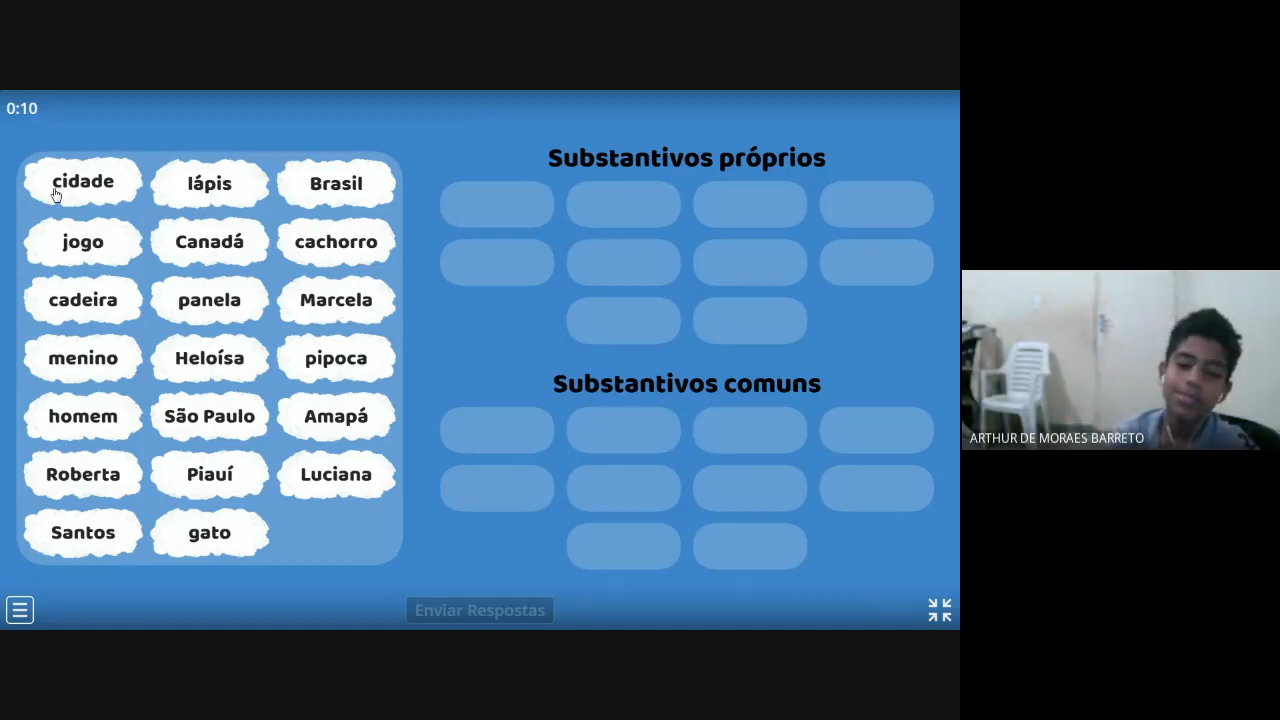 0:10
cidade lápis Brasil
jogo Canadá cachorro
cadeira panela Marcela
menino Heloísa pipoca
homem São Paulo Amapá
Roberta Piauí Luciana
Santos gato
Substantivos próprios
Substantivos comuns
Enviar Respostas
ARTHUR DE MORAES BARRETO